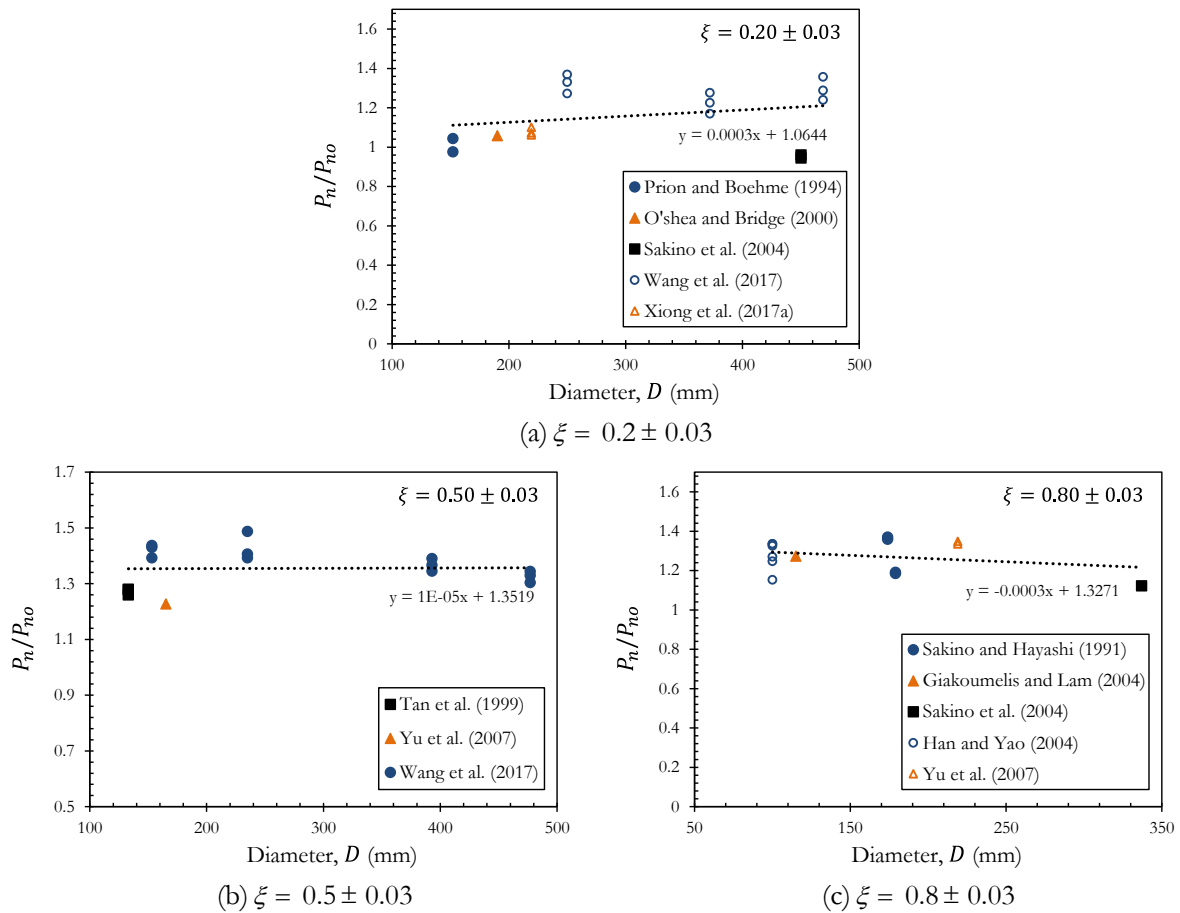 1.6
1.4
1.2
1
0.8
0.6
0.4
0.2
0
Pn/Pno
ξ = 0.20 ± 0.03
y = 0.0003x + 1.0644
Prion and Boehme (1994)
O'shea and Bridge (2000)
Sakino et al. (2004)
Wang et al. (2017)
Xiong et al. (2017a)
100 200 300 400 500
Diameter, D (mm)
(a) ξ = 0.2 ± 0.03
1.7
1.5
1.3
1.1
0.9
0.7
0.5
Pn/Pno
ξ = 0.50 ± 0.03
y = 1E-05x + 1.3519
Tan et al. (1999)
Yu et al. (2007)
Wang et al. (2017)
100 200 300 400 500
Diameter, D (mm)
(b) ξ = 0.5 ± 0.03
1.6
1.4
1.2
1
0.8
0.6
0.4
0.2
0
Pn/Pno
ξ = 0.80 ± 0.03
y = -0.0003x + 1.3271
Sakino and Hayashi (1991)
Giakoumelis and Lam (2004)
Sakino et al. (2004)
Han and Yao (2004)
Yu et al. (2007)
50 150 250 350
Diameter, D (mm)
(c) ξ = 0.8 ± 0.03